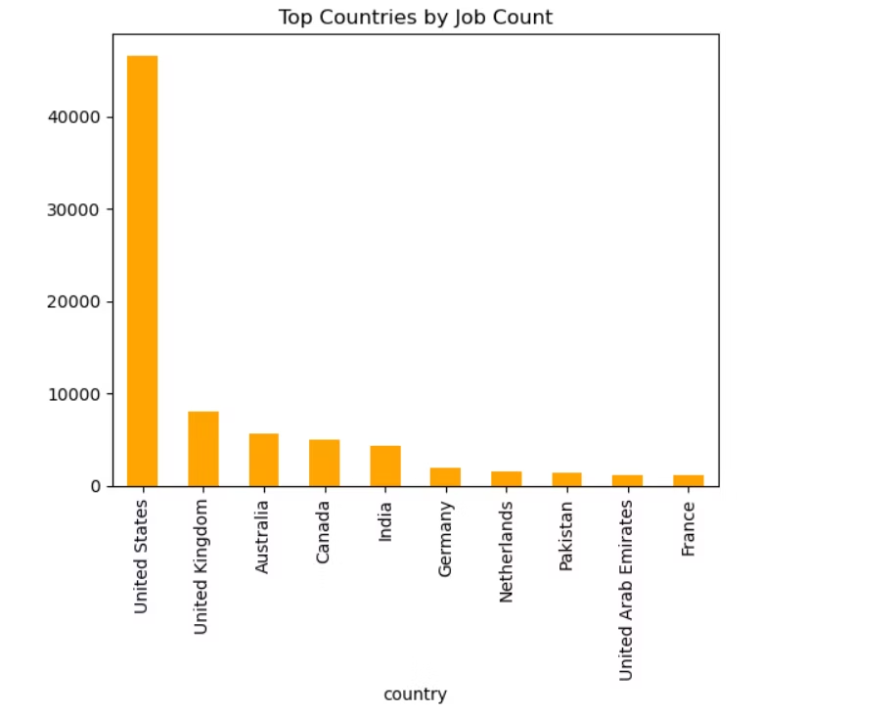 Top Countries by Job Count
40000
30000
20000
10000
0
United States
United Kingdom
Australia
Canada
India
Germany
Netherlands
Pakistan
United Arab Emirates
France
country